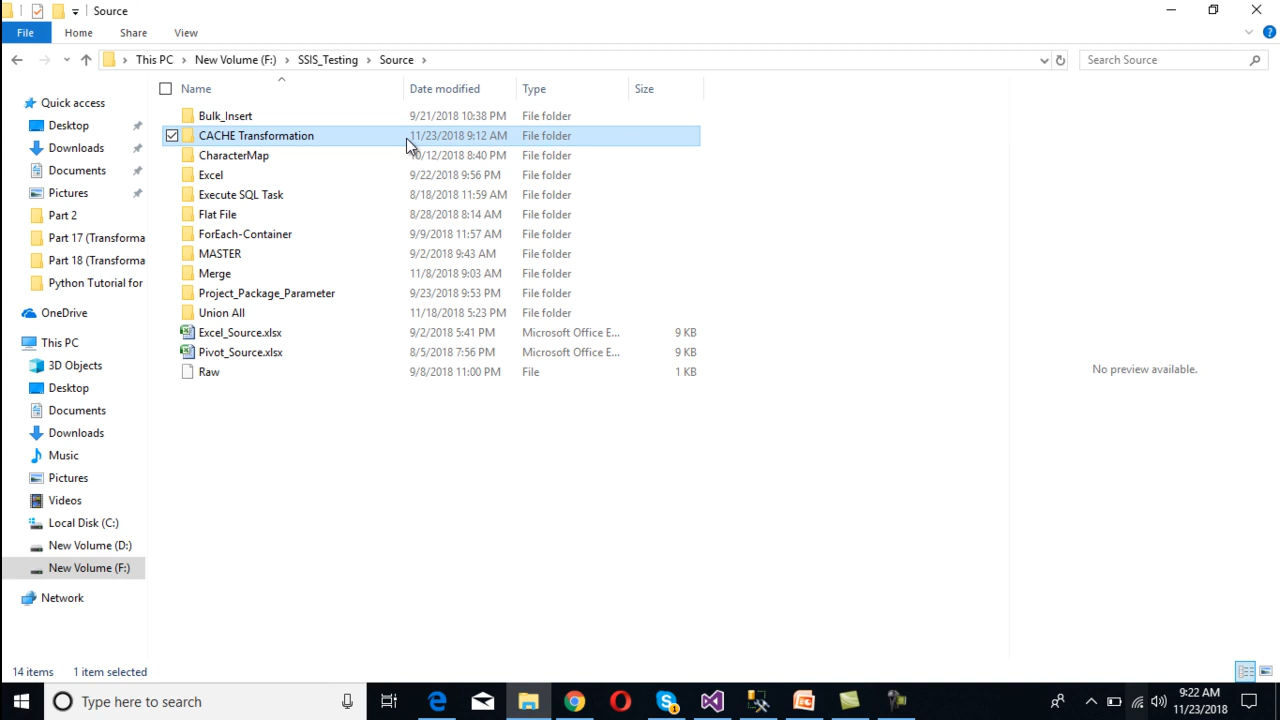 Source
File Home Share View
This PC New Volume (F:) SSIS_Testing Source
Search Source
Name Date modified Type Size
Quick access
Desktop
Downloads
Documents
Pictures
Part 2
Part 17 (Transforma
Part 18 (Transforma
Python Tutorial for
OneDrive
This PC
3D Objects
Desktop
Documents
Downloads
Music
Pictures
Videos
Local Disk (C:)
New Volume (D:)
New Volume (F:)
Network
Bulk_Insert 9/21/2018 10:38 PM File folder
CACHE Transformation 11/23/2018 9:12 AM File folder
CharacterMap 10/12/2018 8:40 PM File folder
Excel 9/22/2018 9:56 PM File folder
Execute SQL Task 8/18/2018 11:59 AM File folder
Flat File 8/28/2018 8:14 AM File folder
ForEach-Container 9/9/2018 11:57 AM File folder
MASTER 9/2/2018 9:43 AM File folder
Merge 11/8/2018 9:03 AM File folder
Project_Package_Parameter 9/23/2018 9:53 PM File folder
Union All 11/18/2018 5:23 PM File folder
Excel_Source.xlsx 9/2/2018 5:41 PM Microsoft Office E... 9 KB
Pivot_Source.xlsx 8/5/2018 7:56 PM Microsoft Office E... 9 KB
Raw 9/8/2018 11:00 PM File 1 KB
No preview available.
14 items 1 item selected
Type here to search
9:22 AM
11/23/2018